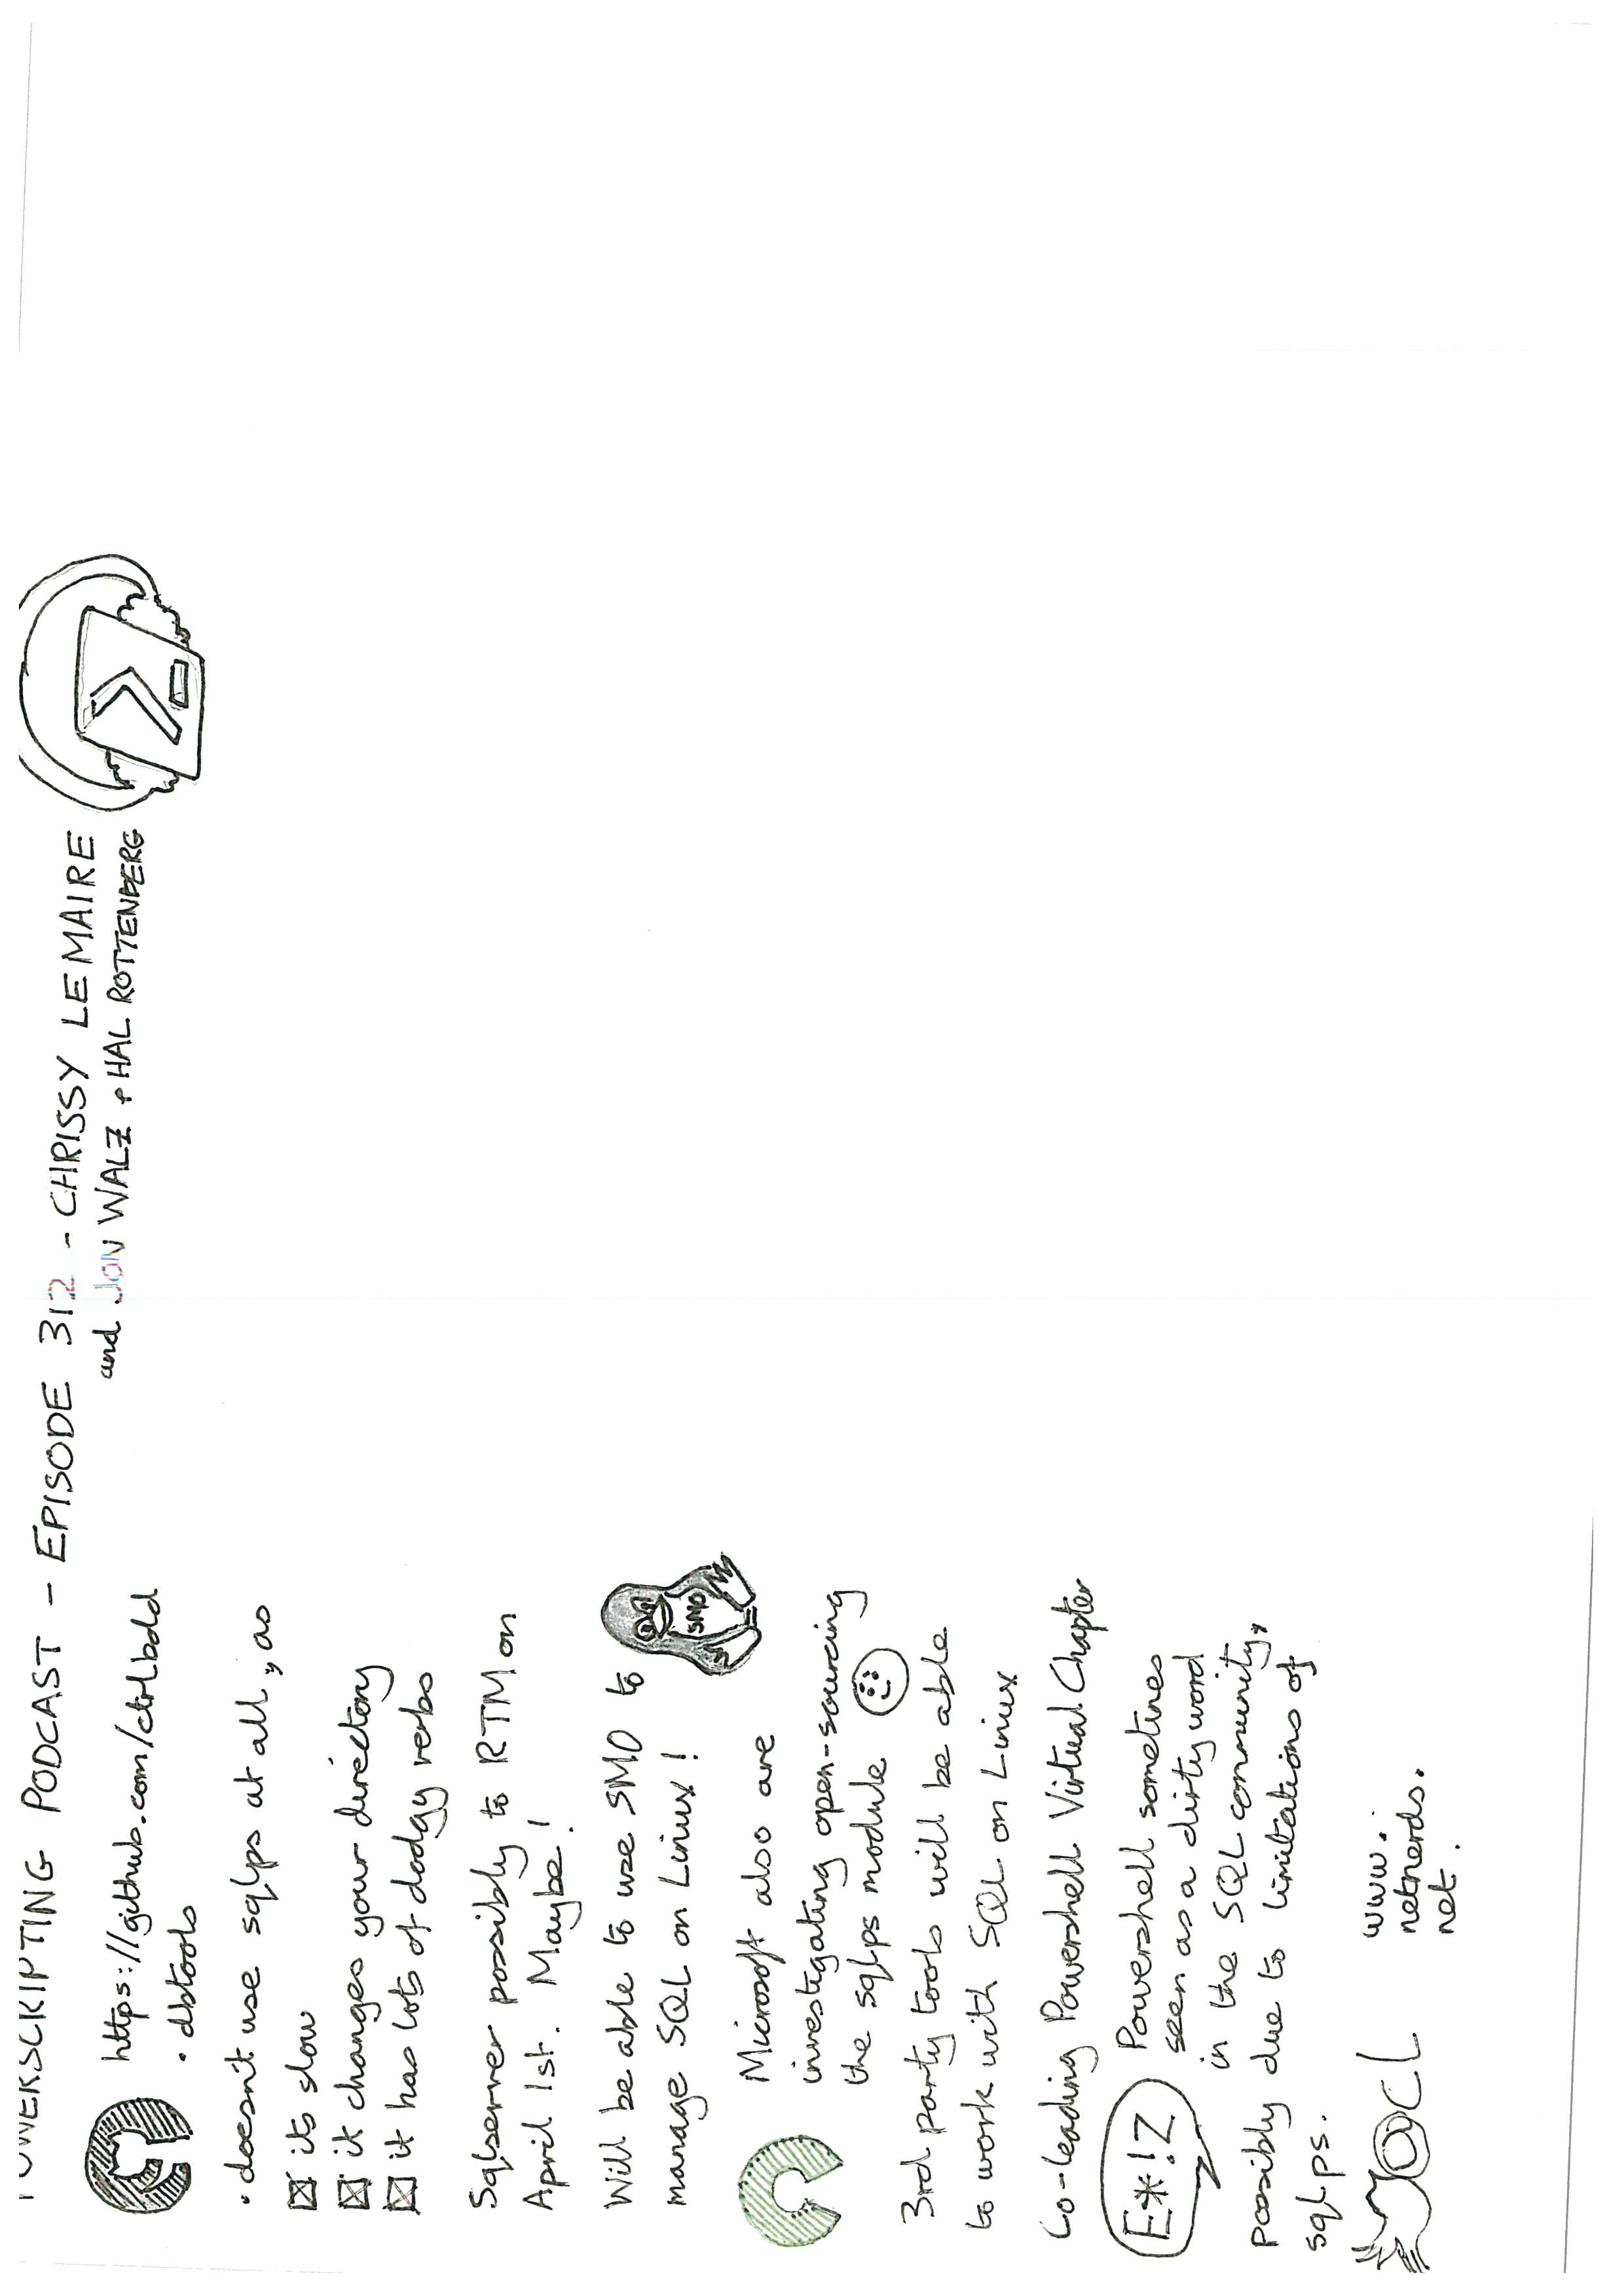 POWERSCRIPTING PODCAST - EPISODE 312 - CHRISSY LEMAIRE
and JON WALZ + HAL ROTTENBERG
https://github.com/ctrlbold
• dbtools
• doesn't use sqlps at all, as
its slow
it changes your directory
it has lots of dodgy verbs
Sqlserver possibly to RTM on
April 1st. Maybe!
Will be able to use SMO to
manage SQL on Linux!
SMO
Microsoft also are
investigating open-sourcing
the sqlps module
3rd party tools will be able
to work with SQL on Linux
Co-leading Powershell Virtual Chapter
E*!Z
Powershell sometimes
seen as a dirty word
in the SQL community,
possibly due to limitations of
sqlps.
@cl
www.
netnerds.
net.